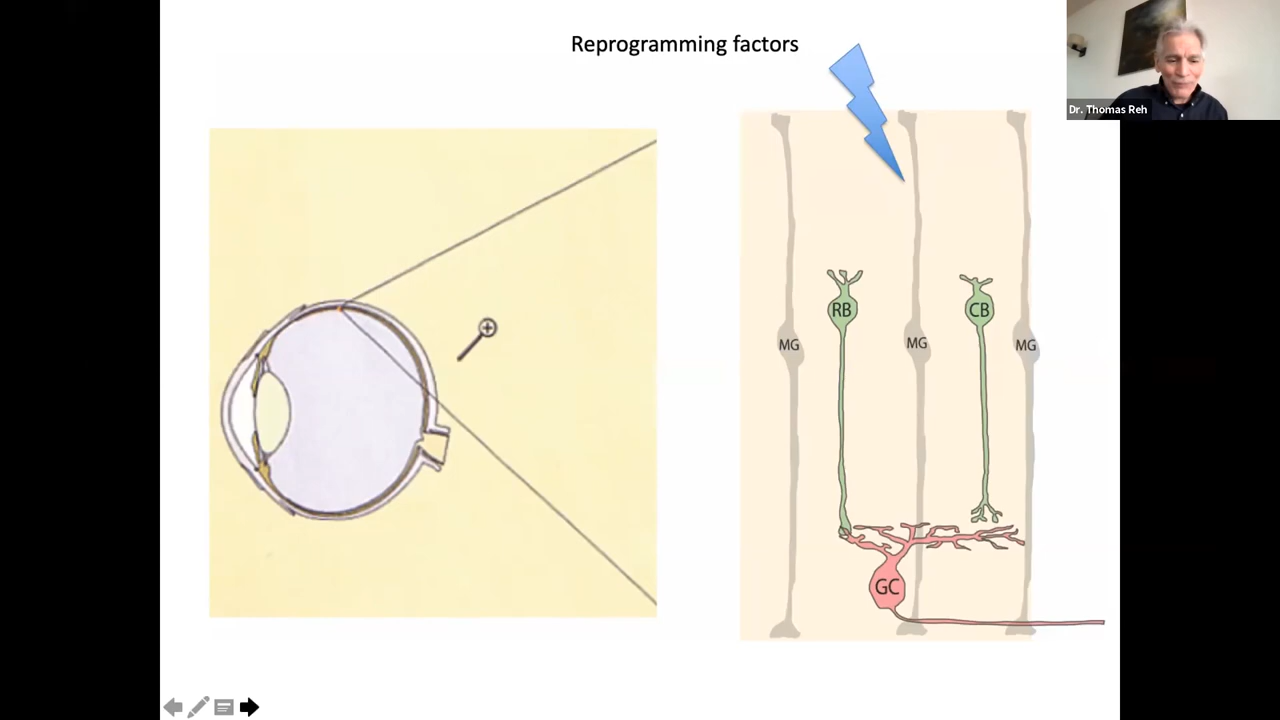 Reprogramming factors
Dr. Thomas Reh
RB
CB
MG
MG
MG
GC